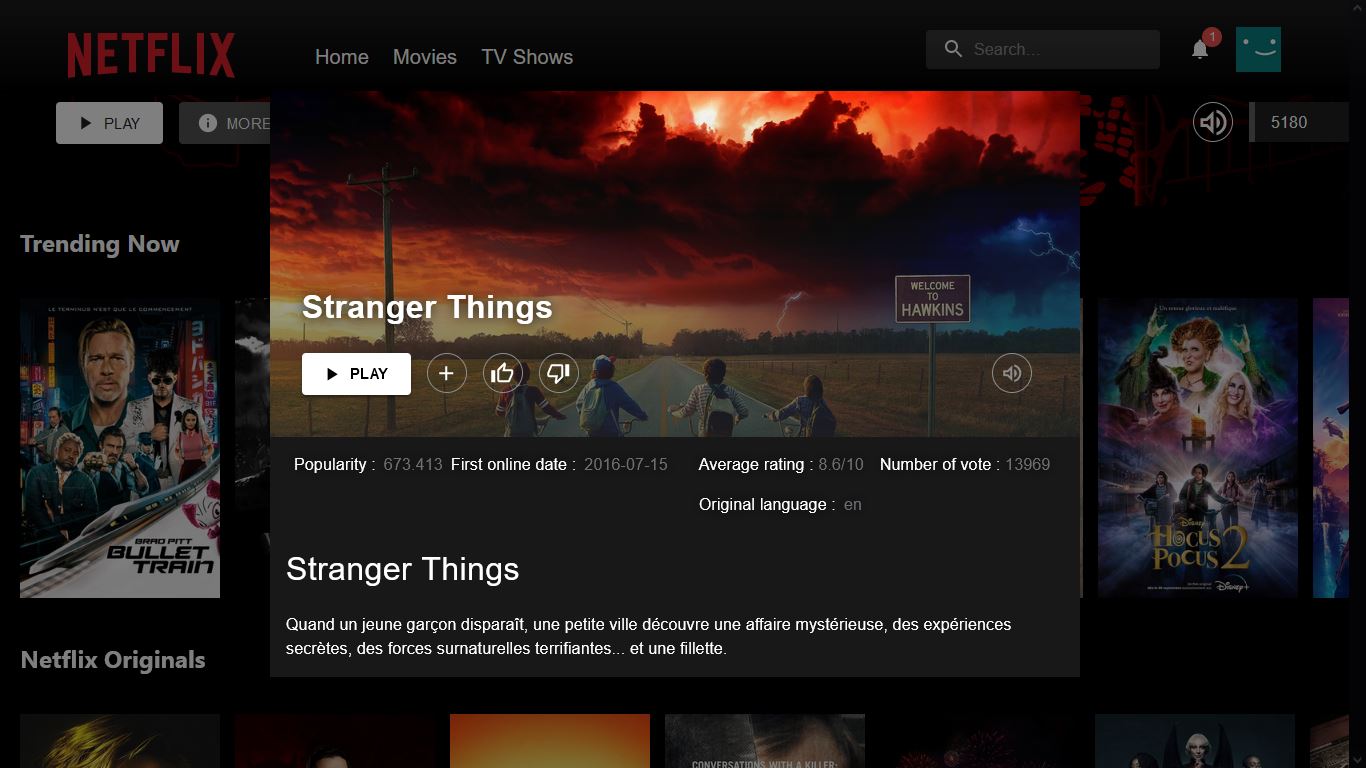 NETFLIX
Home Movies TV Shows
Search...
1
PLAY
MORE
5180
Trending Now
LE TERMINUS N'EST QUE LE COMMENCEMENT
BRAD PITT
BULLET
TRAIN
WELCOME
TO
HAWKINS
Stranger Things
PLAY
Popularity : 673.413 First online date : 2016-07-15 Average rating : 8.6/10 Number of vote : 13969
Original language : en
Stranger Things
Quand un jeune garçon disparaît, une petite ville découvre une affaire mystérieuse, des expériences
secrètes, des forces surnaturelles terrifiantes... et une fillette.
Un retour glorieux et maléfique
Disney
HOCUS
POCUS 2
Disney+
Netflix Originals
CONVERSATIONS WITH A KILLER: